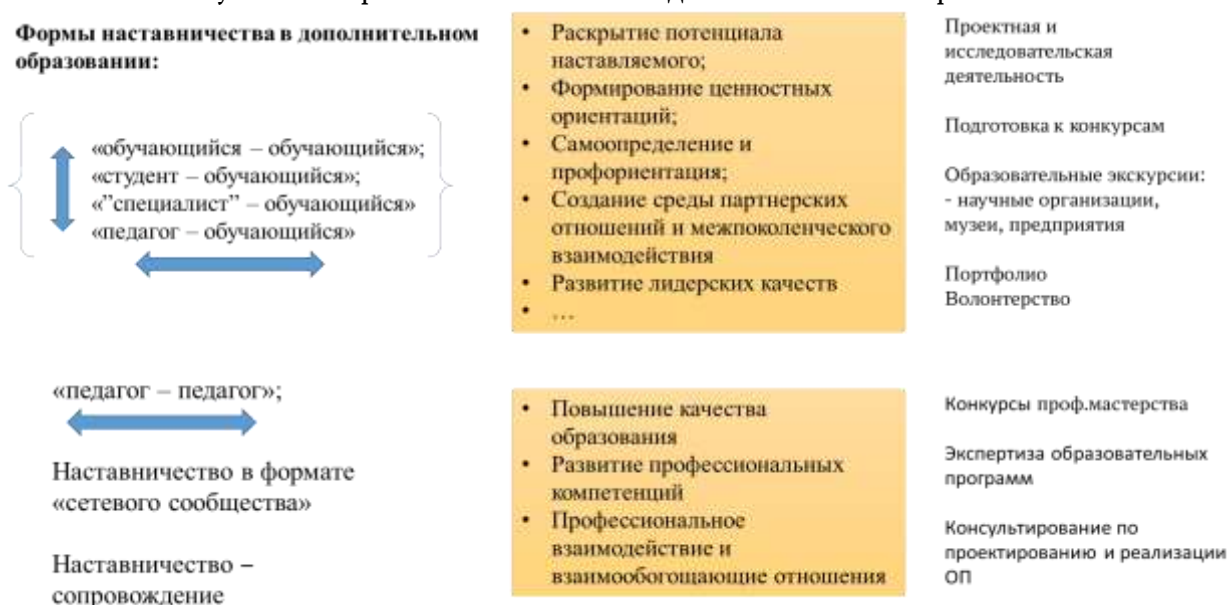 Формы наставничества в дополнительном
образовании:
«обучающийся – обучающийся»;
«студент – обучающийся»;
«”специалист” – обучающийся»
«педагог – обучающийся»
• Раскрытие потенциала
наставляемого;
• Формирование ценностных
ориентаций;
• Самоопределение и
профориентация;
• Создание среды партнерских
отношений и межпоколенческого
взаимодействия
• Развитие лидерских качеств
• …
Проектная и
исследовательская
деятельность
Подготовка к конкурсам
Образовательные экскурсии:
- научные организации,
музеи, предприятия
Портфолио
Волонтерство
«педагог – педагог»;
Наставничество в формате
«сетевого сообщества»
Наставничество –
сопровождение
• Повышение качества
образования
• Развитие профессиональных
компетенций
• Профессиональное
взаимодействие и
взаимообогащающие отношения
Конкурсы проф.мастерства
Экспертиза образовательных
программ
Консультирование по
проектированию и реализации
ОП